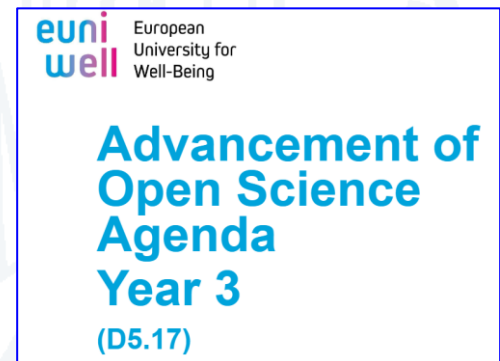 euni
well
European
University for
Well-Being
Advancement of
Open Science
Agenda
Year 3
(D5.17)